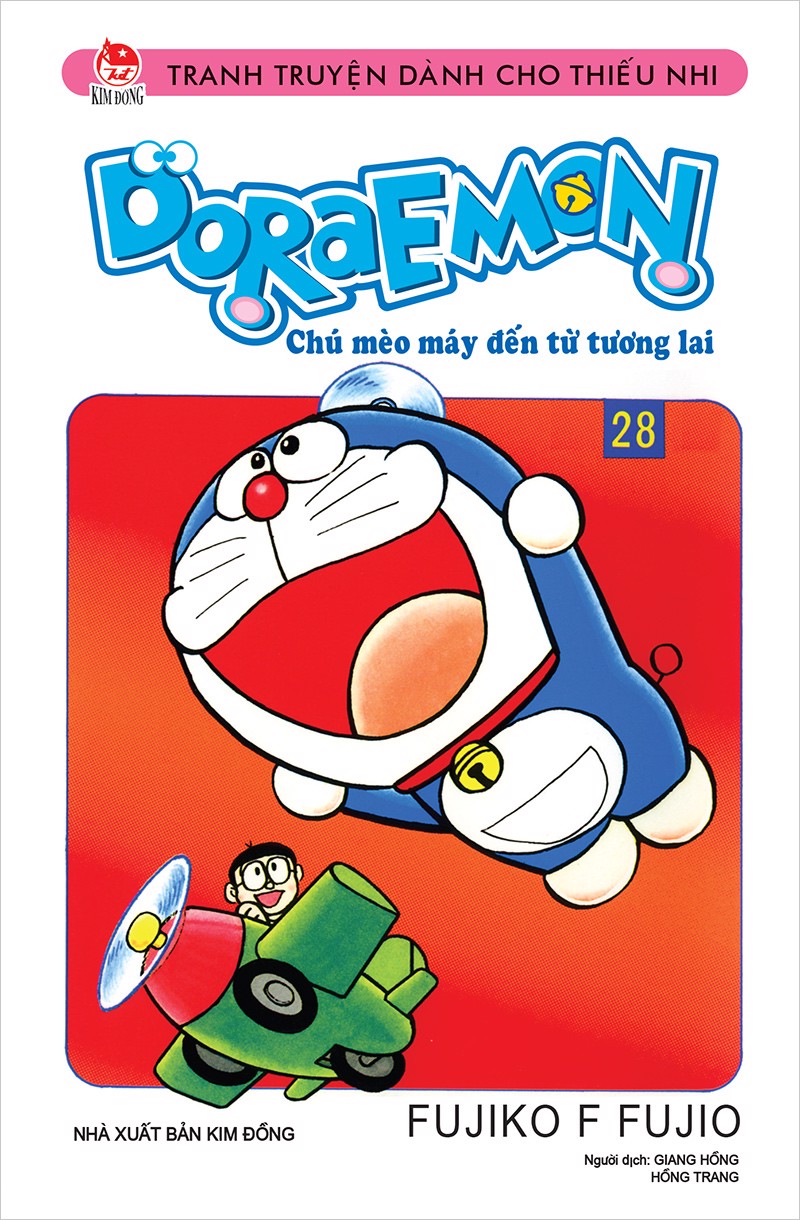 KIM ĐỒNG
TRANH TRUYỆN DÀNH CHO THIẾU NHI
DORAEMON
Chú mèo máy đến từ tương lai
28
FUJIKO F FUJIO
NHÀ XUẤT BẢN KIM ĐỒNG
Người dịch: GIANG HỒNG
HỒNG TRANG